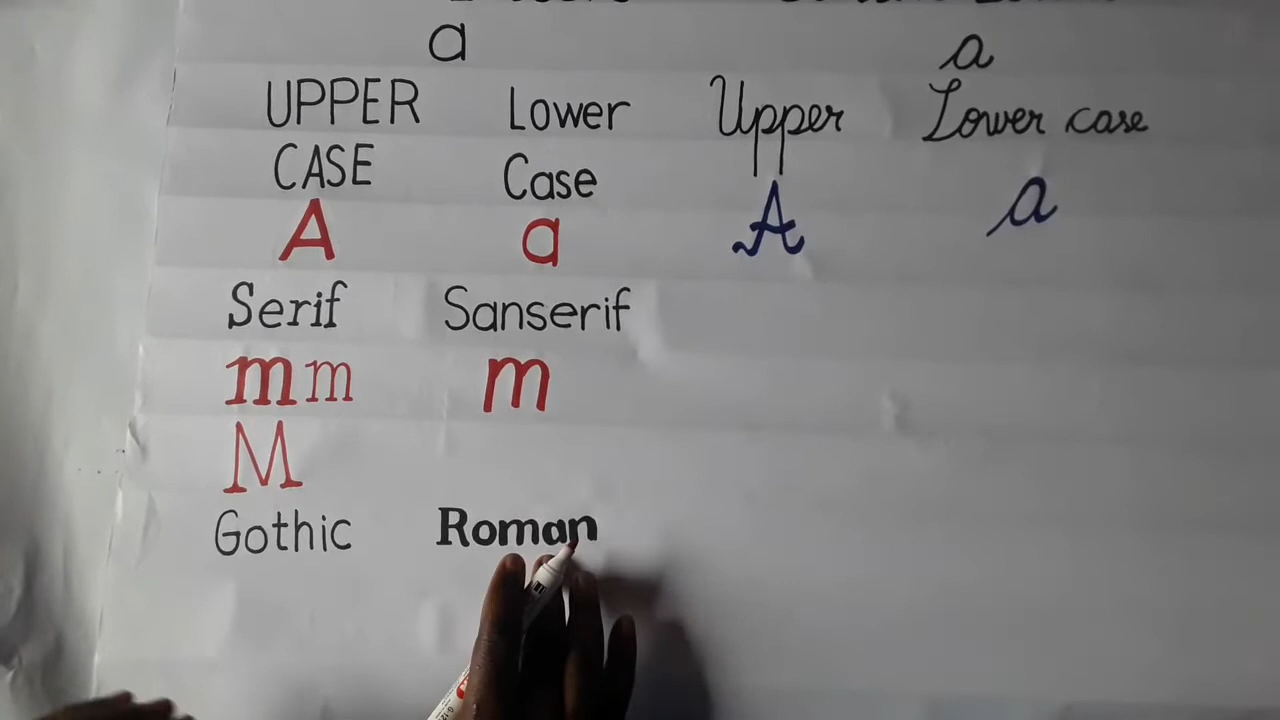 a a
UPPER Lower Upper Lower case
CASE Case
A a A a
Serif Sanserif
mm m
M
Gothic Roman